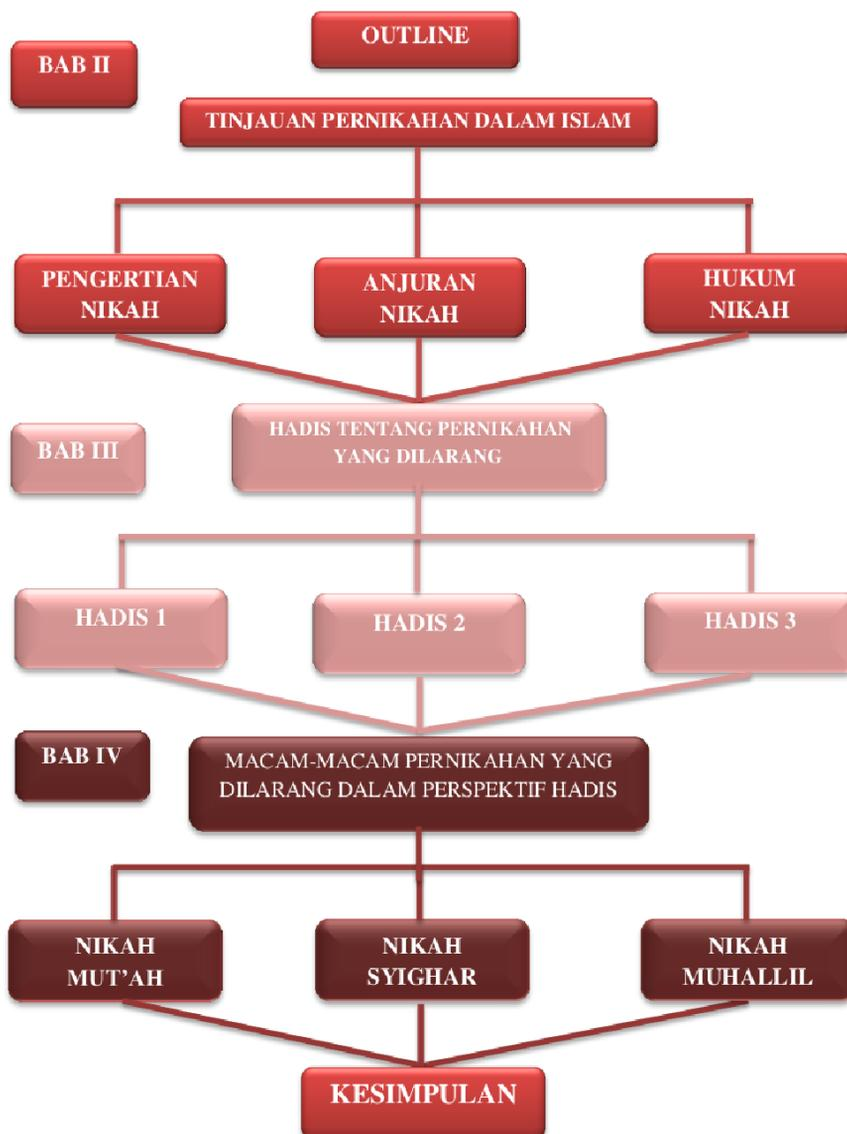 OUTLINE
BAB II
TINJAUAN PERNIKAHAN DALAM ISLAM
PENGERTIAN
NIKAH
ANJURAN
NIKAH
HUKUM
NIKAH
BAB III
HADIS TENTANG PERNIKAHAN
YANG DILARANG
HADIS 1
HADIS 2
HADIS 3
BAB IV
MACAM-MACAM PERNIKAHAN YANG
DILARANG DALAM PERSPEKTIF HADIS
NIKAH
MUT'AH
NIKAH
SYIGHAR
NIKAH
MUHALLIL
KESIMPULAN